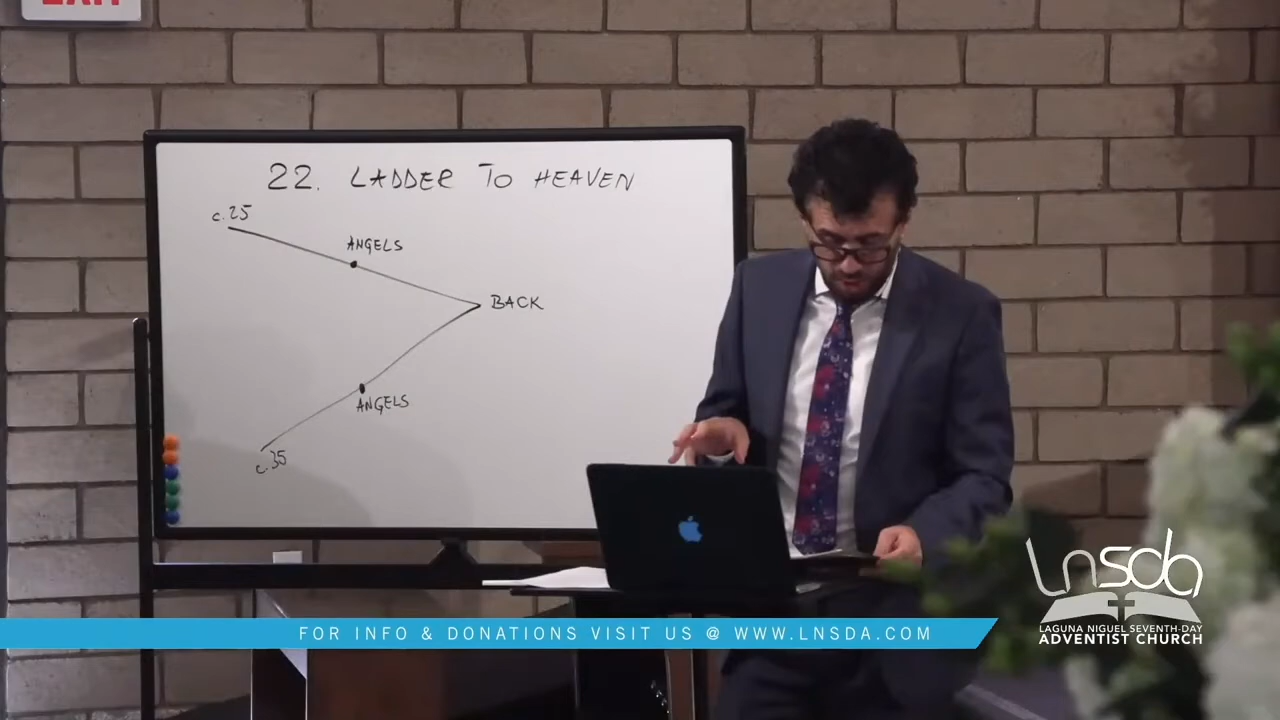 EXIT
22. LADDER TO HEAVEN
c.25
ANGELS
BACK
ANGELS
c.35
lnsda
LAGUNA NIGUEL SEVENTH-DAY
ADVENTIST CHURCH
FOR INFO & DONATIONS VISIT US @ WWW.LNSDA.COM